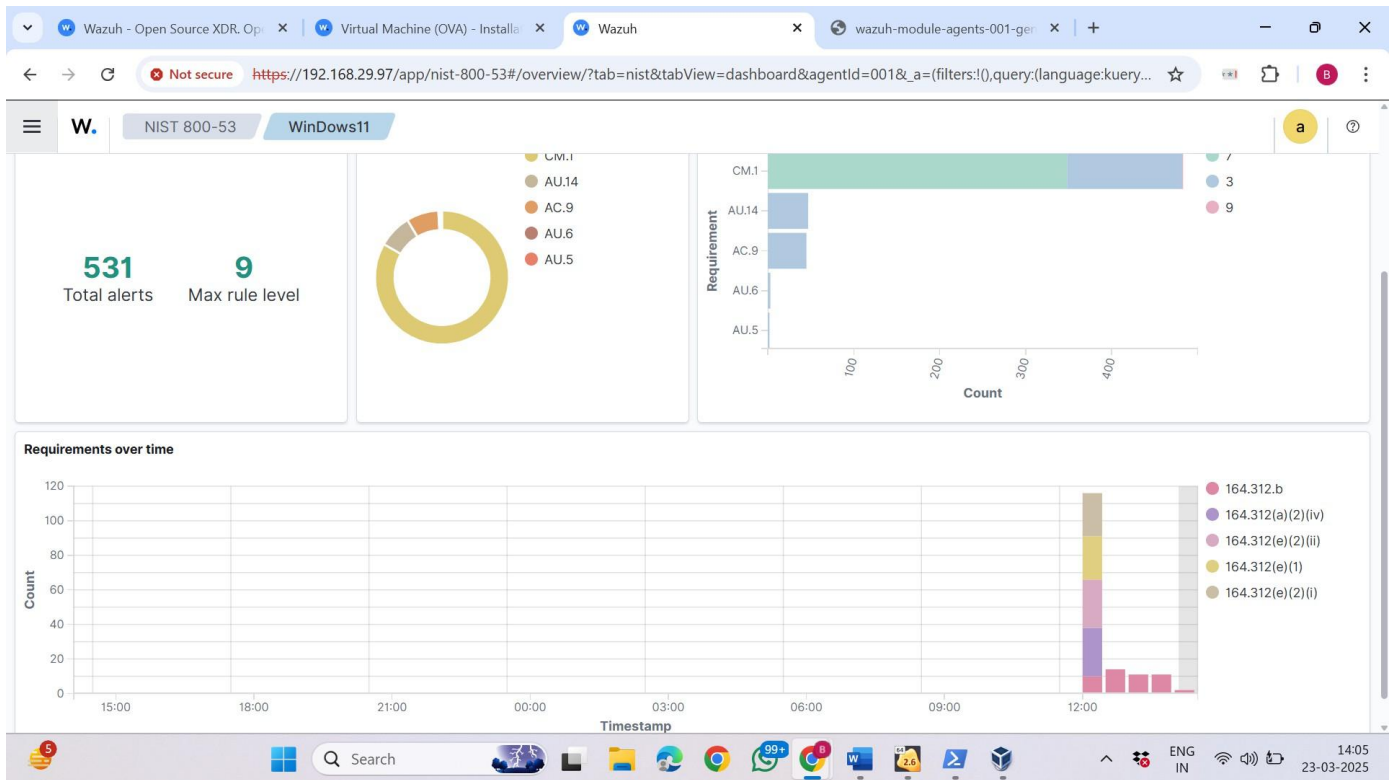 Wazuh - Open Source XDR. Op
Virtual Machine (OVA) - Installa
Wazuh
wazuh-module-agents-001-gen
Not secure
https://192.168.29.97/app/nist-800-53#/overview/?tab=nist&tabView=dashboard&agentId=001&_a=(filters:!(),query:(language:kuery...
B
W.
NIST 800-53
WinDows11
a
531
Total alerts
9
Max rule level
CM.1
AU.14
AC.9
AU.6
AU.5
Requirement
CM.1
AU.14
AC.9
AU.6
AU.5
100
200
300
400
Count
7
3
9
Requirements over time
Count
120
100
80
60
40
20
0
15:00
18:00
21:00
00:00
03:00
06:00
09:00
12:00
Timestamp
164.312.b
164.312(a)(2)(iv)
164.312(e)(2)(ii)
164.312(e)(1)
164.312(e)(2)(i)
5
Search
99+
B
64
2.6
ENG
IN
14:05
23-03-2025